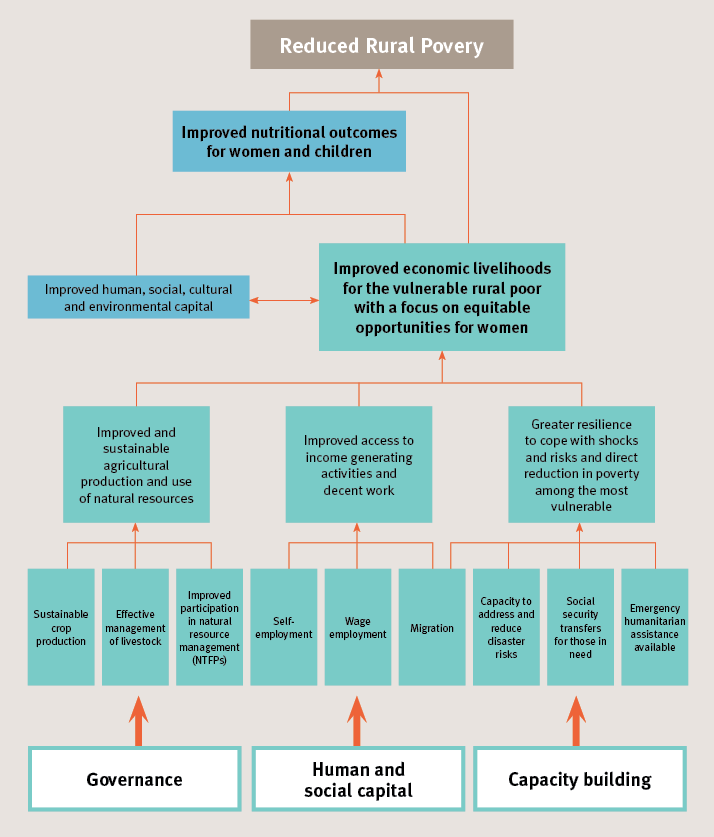 Reduced Rural Poverty
Improved nutritional outcomes
for women and children
Improved human, social, cultural
and environmental capital
Improved economic livelihoods
for the vulnerable rural poor
with a focus on equitable
opportunities for women
Improved and
sustainable
agricultural
production and use
of natural resources
Improved access to
income generating
activities and
decent work
Greater resilience
to cope with shocks
and risks and direct
reduction in poverty
among the most
vulnerable
Sustainable
crop
production
Effective
management
of livestock
Improved
participation
in natural
resource
management
(NTFPs)
Self-
employment
Wage
employment
Migration
Capacity to
address and
reduce
disaster
risks
Social
security
transfers
for those in
need
Emergency
humanitarian
assistance
available
Governance
Human and
social capital
Capacity building